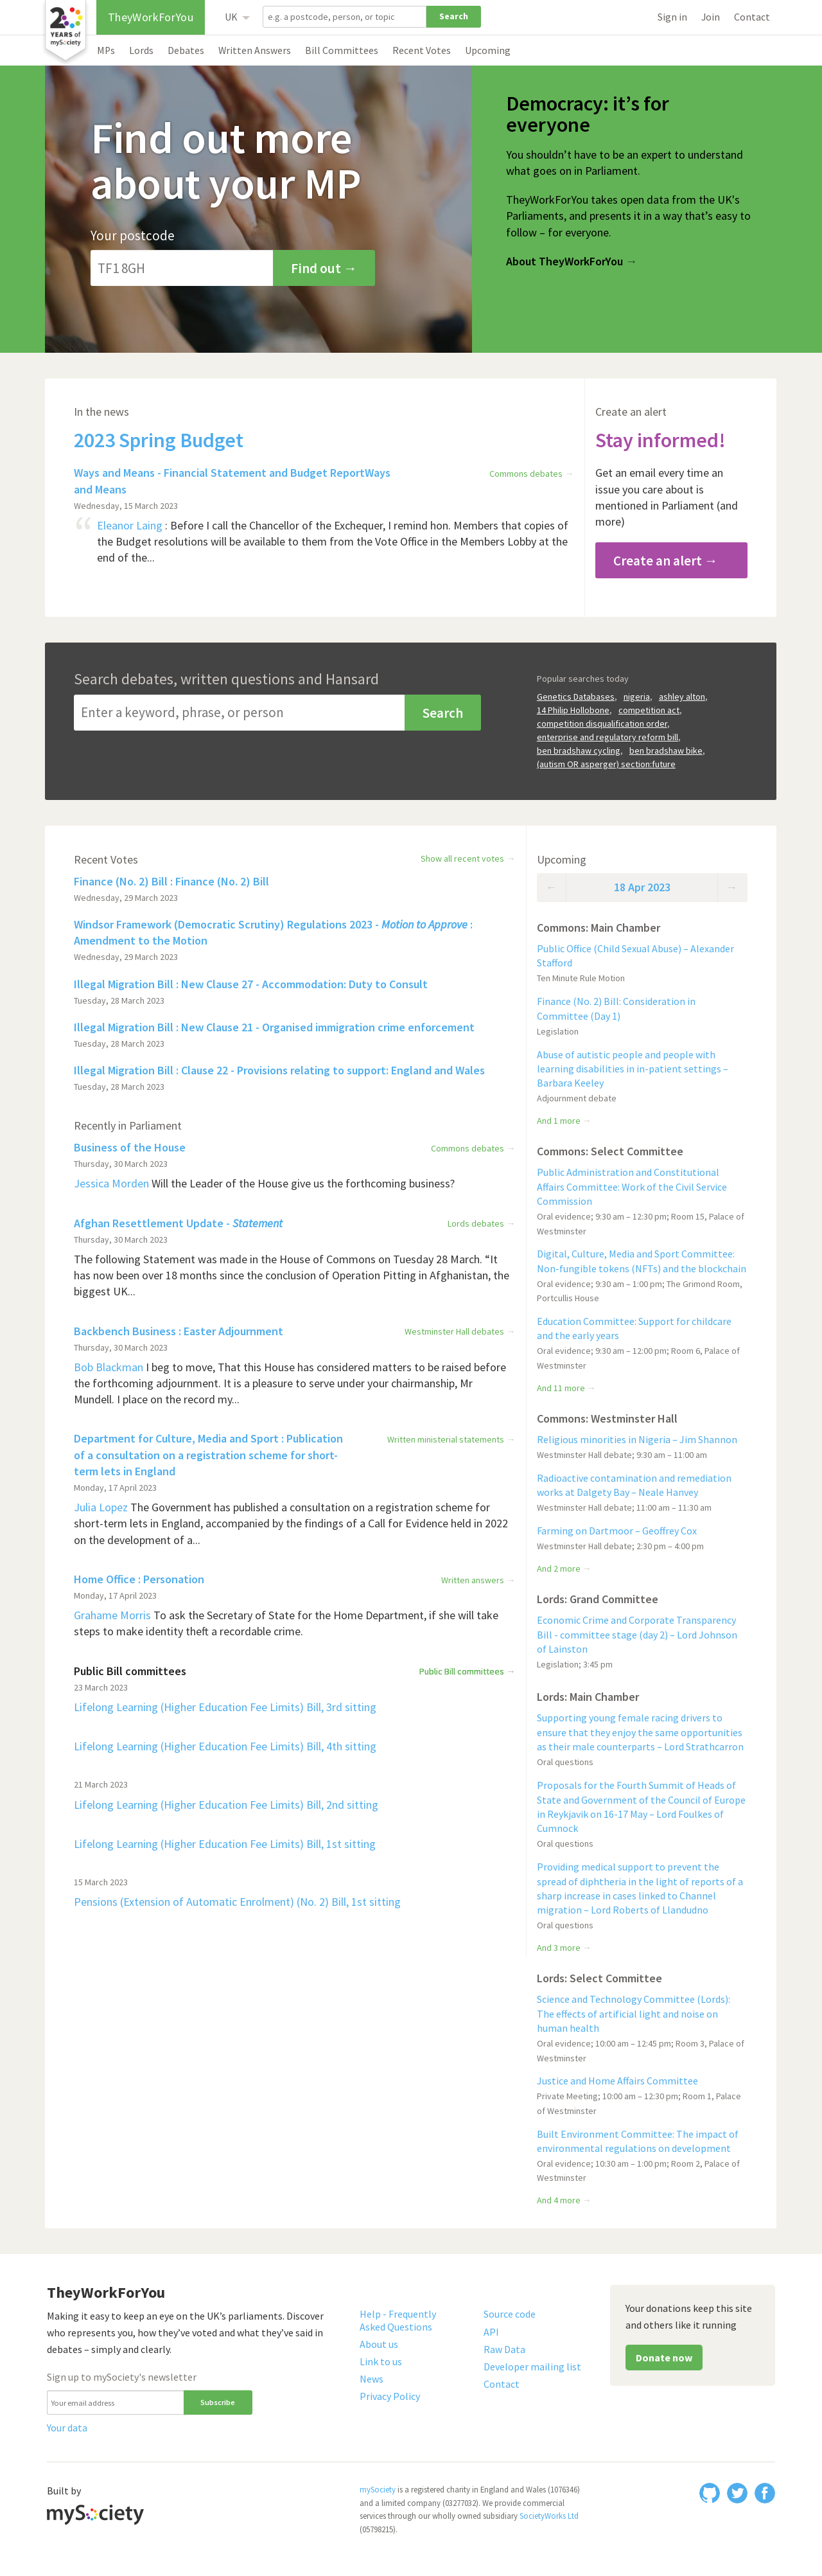 20
YEARS of
mySociety
TheyWorkForYou
UK
e.g. a postcode, person, or topic
Search
Sign in
Join
Contact
MPs
Lords
Debates
Written Answers
Bill Committees
Recent Votes
Upcoming
Find out more
about your MP
Your postcode
TF1 8GH
Find out →
Democracy: it’s for
everyone
You shouldn’t have to be an expert to understand
what goes on in Parliament.
TheyWorkForYou takes open data from the UK's
Parliaments, and presents it in a way that’s easy to
follow – for everyone.
About TheyWorkForYou →
In the news
2023 Spring Budget
Ways and Means - Financial Statement and Budget ReportWays
and Means
Commons debates →
Wednesday, 15 March 2023
“ Eleanor Laing : Before I call the Chancellor of the Exchequer, I remind hon. Members that copies of
the Budget resolutions will be available to them from the Vote Office in the Members Lobby at the
end of the...
Create an alert
Stay informed!
Get an email every time an
issue you care about is
mentioned in Parliament (and
more)
Create an alert →
Search debates, written questions and Hansard
Enter a keyword, phrase, or person
Search
Popular searches today
Genetics Databases, nigeria, ashley alton,
14 Philip Hollobone, competition act,
competition disqualification order,
enterprise and regulatory reform bill,
ben bradshaw cycling, ben bradshaw bike,
(autism OR asperger) section:future
Recent Votes
Show all recent votes →
Finance (No. 2) Bill : Finance (No. 2) Bill
Wednesday, 29 March 2023
Windsor Framework (Democratic Scrutiny) Regulations 2023 - Motion to Approve :
Amendment to the Motion
Wednesday, 29 March 2023
Illegal Migration Bill : New Clause 27 - Accommodation: Duty to Consult
Tuesday, 28 March 2023
Illegal Migration Bill : New Clause 21 - Organised immigration crime enforcement
Tuesday, 28 March 2023
Illegal Migration Bill : Clause 22 - Provisions relating to support: England and Wales
Tuesday, 28 March 2023
Recently in Parliament
Business of the House
Commons debates →
Thursday, 30 March 2023
Jessica Morden Will the Leader of the House give us the forthcoming business?
Afghan Resettlement Update - Statement
Lords debates →
Thursday, 30 March 2023
The following Statement was made in the House of Commons on Tuesday 28 March. “It
has now been over 18 months since the conclusion of Operation Pitting in Afghanistan, the
biggest UK...
Backbench Business : Easter Adjournment
Westminster Hall debates →
Thursday, 30 March 2023
Bob Blackman I beg to move, That this House has considered matters to be raised before
the forthcoming adjournment. It is a pleasure to serve under your chairmanship, Mr
Mundell. I place on the record my...
Department for Culture, Media and Sport : Publication
of a consultation on a registration scheme for short-
term lets in England
Written ministerial statements →
Monday, 17 April 2023
Julia Lopez The Government has published a consultation on a registration scheme for
short-term lets in England, accompanied by the findings of a Call for Evidence held in 2022
on the development of a...
Home Office : Personation
Written answers →
Monday, 17 April 2023
Grahame Morris To ask the Secretary of State for the Home Department, if she will take
steps to make identity theft a recordable crime.
Public Bill committees
Public Bill committees →
23 March 2023
Lifelong Learning (Higher Education Fee Limits) Bill, 3rd sitting
Lifelong Learning (Higher Education Fee Limits) Bill, 4th sitting
21 March 2023
Lifelong Learning (Higher Education Fee Limits) Bill, 2nd sitting
Lifelong Learning (Higher Education Fee Limits) Bill, 1st sitting
15 March 2023
Pensions (Extension of Automatic Enrolment) (No. 2) Bill, 1st sitting
Upcoming
← 18 Apr 2023 →
Commons: Main Chamber
Public Office (Child Sexual Abuse) – Alexander
Stafford
Ten Minute Rule Motion
Finance (No. 2) Bill: Consideration in
Committee (Day 1)
Legislation
Abuse of autistic people and people with
learning disabilities in in-patient settings –
Barbara Keeley
Adjournment debate
And 1 more →
Commons: Select Committee
Public Administration and Constitutional
Affairs Committee: Work of the Civil Service
Commission
Oral evidence; 9:30 am – 12:30 pm; Room 15, Palace of
Westminster
Digital, Culture, Media and Sport Committee:
Non-fungible tokens (NFTs) and the blockchain
Oral evidence; 9:30 am – 1:00 pm; The Grimond Room,
Portcullis House
Education Committee: Support for childcare
and the early years
Oral evidence; 9:30 am – 12:00 pm; Room 6, Palace of
Westminster
And 11 more →
Commons: Westminster Hall
Religious minorities in Nigeria – Jim Shannon
Westminster Hall debate; 9:30 am – 11:00 am
Radioactive contamination and remediation
works at Dalgety Bay – Neale Hanvey
Westminster Hall debate; 11:00 am – 11:30 am
Farming on Dartmoor – Geoffrey Cox
Westminster Hall debate; 2:30 pm – 4:00 pm
And 2 more →
Lords: Grand Committee
Economic Crime and Corporate Transparency
Bill - committee stage (day 2) – Lord Johnson
of Lainston
Legislation; 3:45 pm
Lords: Main Chamber
Supporting young female racing drivers to
ensure that they enjoy the same opportunities
as their male counterparts – Lord Strathcarron
Oral questions
Proposals for the Fourth Summit of Heads of
State and Government of the Council of Europe
in Reykjavik on 16-17 May – Lord Foulkes of
Cumnock
Oral questions
Providing medical support to prevent the
spread of diphtheria in the light of reports of a
sharp increase in cases linked to Channel
migration – Lord Roberts of Llandudno
Oral questions
And 3 more →
Lords: Select Committee
Science and Technology Committee (Lords):
The effects of artificial light and noise on
human health
Oral evidence; 10:00 am – 12:45 pm; Room 3, Palace of
Westminster
Justice and Home Affairs Committee
Private Meeting; 10:00 am – 12:30 pm; Room 1, Palace
of Westminster
Built Environment Committee: The impact of
environmental regulations on development
Oral evidence; 10:30 am – 1:00 pm; Room 2, Palace of
Westminster
And 4 more →
TheyWorkForYou
Making it easy to keep an eye on the UK’s parliaments. Discover
who represents you, how they’ve voted and what they’ve said in
debates – simply and clearly.
Sign up to mySociety's newsletter
Your email address
Subscribe
Your data
Help - Frequently
Asked Questions
About us
Link to us
News
Privacy Policy
Source code
API
Raw Data
Developer mailing list
Contact
Your donations keep this site
and others like it running
Donate now
Built by
mySociety
mySociety is a registered charity in England and Wales (1076346)
and a limited company (03277032). We provide commercial
services through our wholly owned subsidiary SocietyWorks Ltd
(05798215).